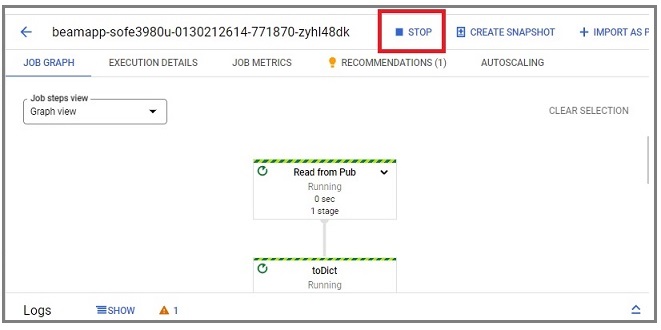 beamapp-sofe3980u-0130212614-771870-zyhl48dk STOP CREATE SNAPSHOT IMPORT AS P
JOB GRAPH EXECUTION DETAILS JOB METRICS RECOMMENDATIONS (1) AUTOSCALING
Job steps view
Graph view
CLEAR SELECTION
Read from Pub
Running
0 sec
1 stage
toDict
Running
Logs SHOW 1